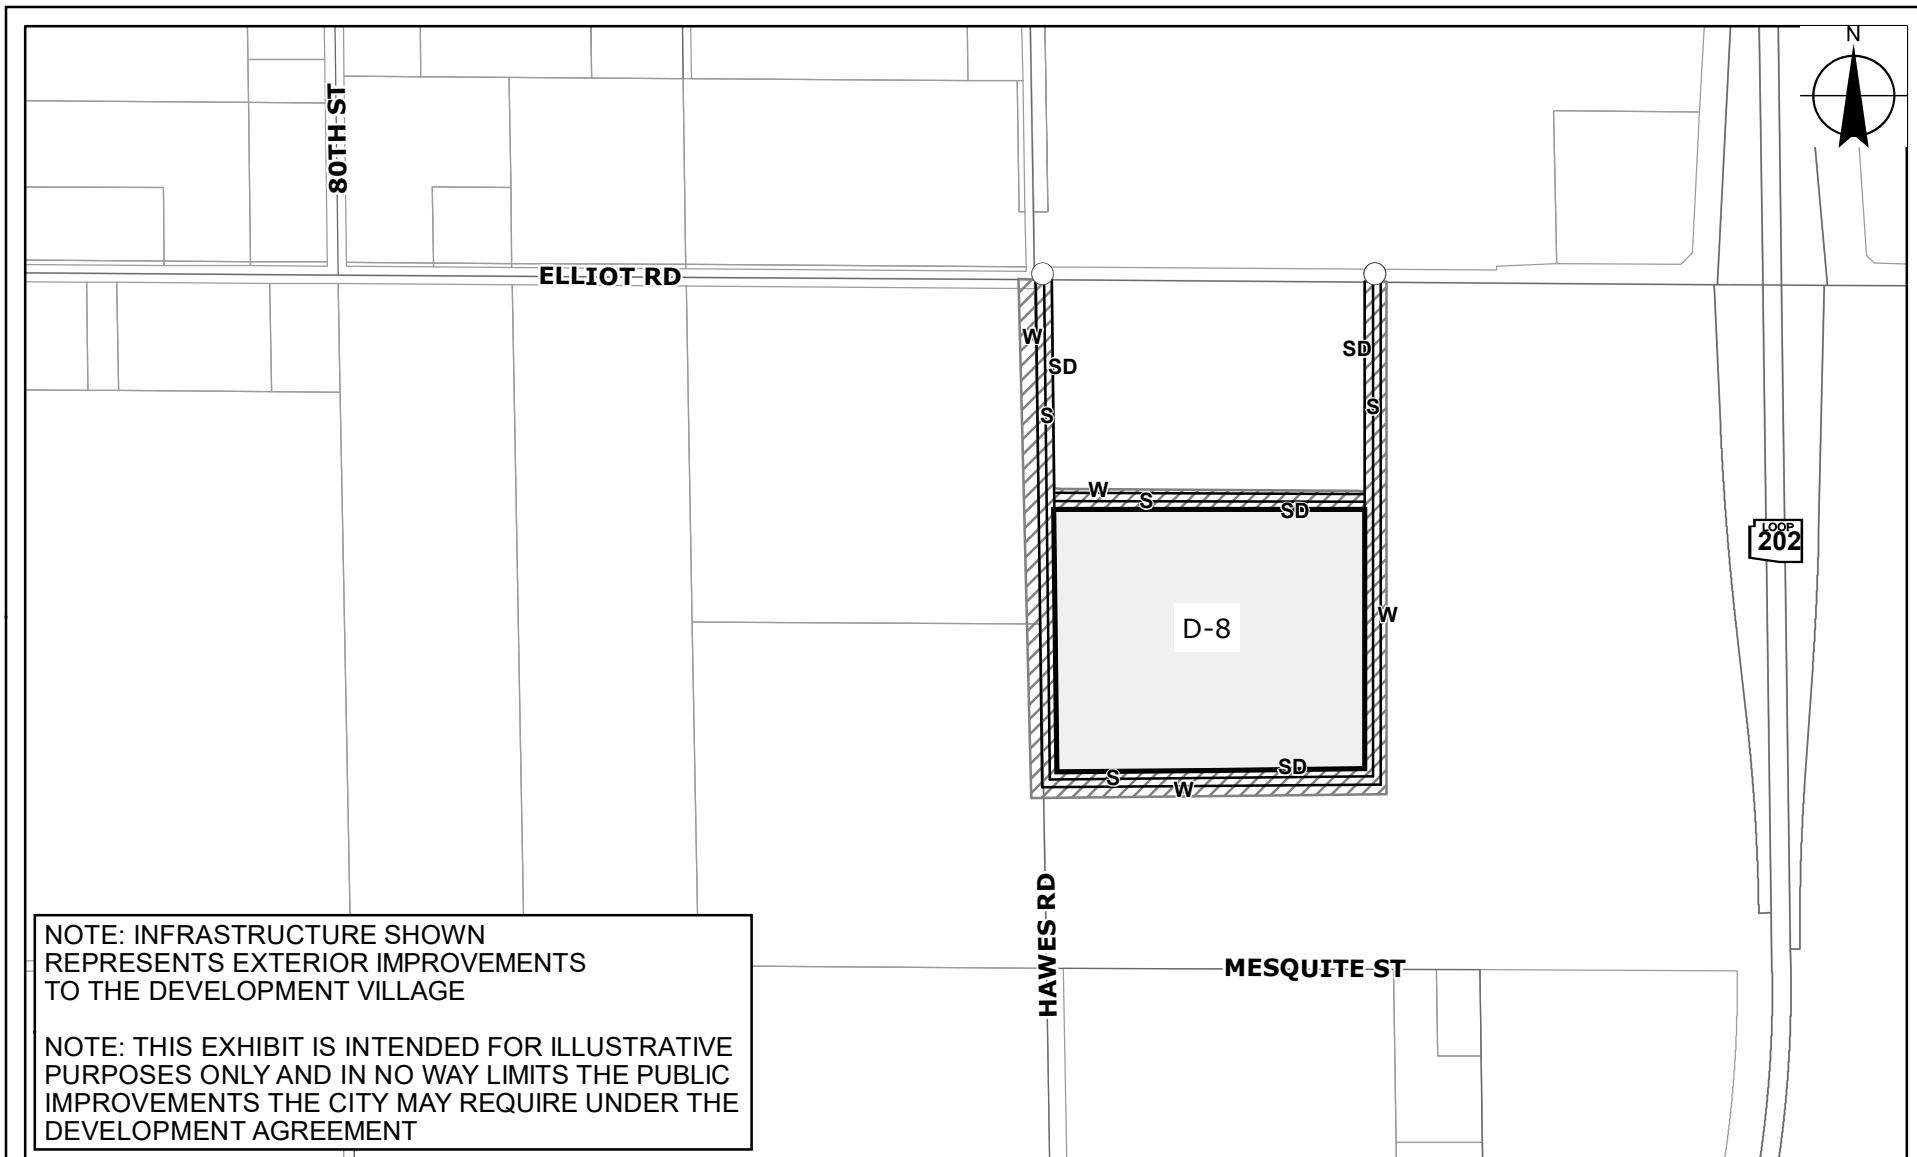 N
80TH ST
ELLIOT RD
W
SD
SD
S
S
W
S
SD
LOOP
202
W
D-8
SD
S
W
HAWES RD
MESQUITE ST
NOTE: INFRASTRUCTURE SHOWN
REPRESENTS EXTERIOR IMPROVEMENTS
TO THE DEVELOPMENT VILLAGE
NOTE: THIS EXHIBIT IS INTENDED FOR ILLUSTRATIVE
PURPOSES ONLY AND IN NO WAY LIMITS THE PUBLIC
IMPROVEMENTS THE CITY MAY REQUIRE UNDER THE
DEVELOPMENT AGREEMENT